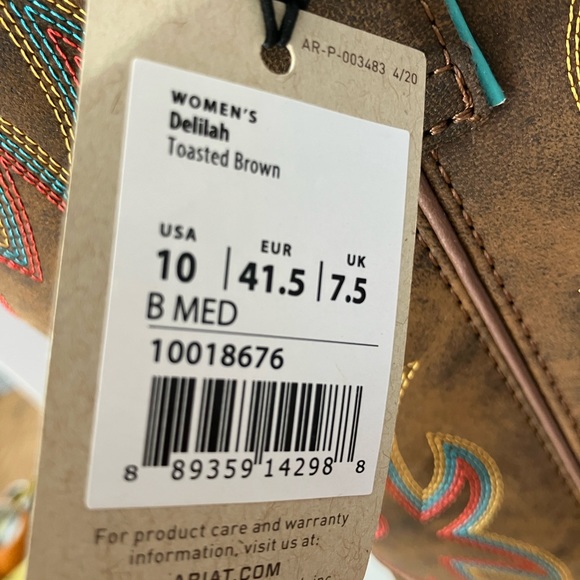 AR-P-003483 4/20
WOMEN'S
Delilah
Toasted Brown
USA EUR UK
10 | 41.5 | 7.5
B MED
10018676
8 89359 14298 8
For product care and warranty
information, visit us at:
ARIAT.COM